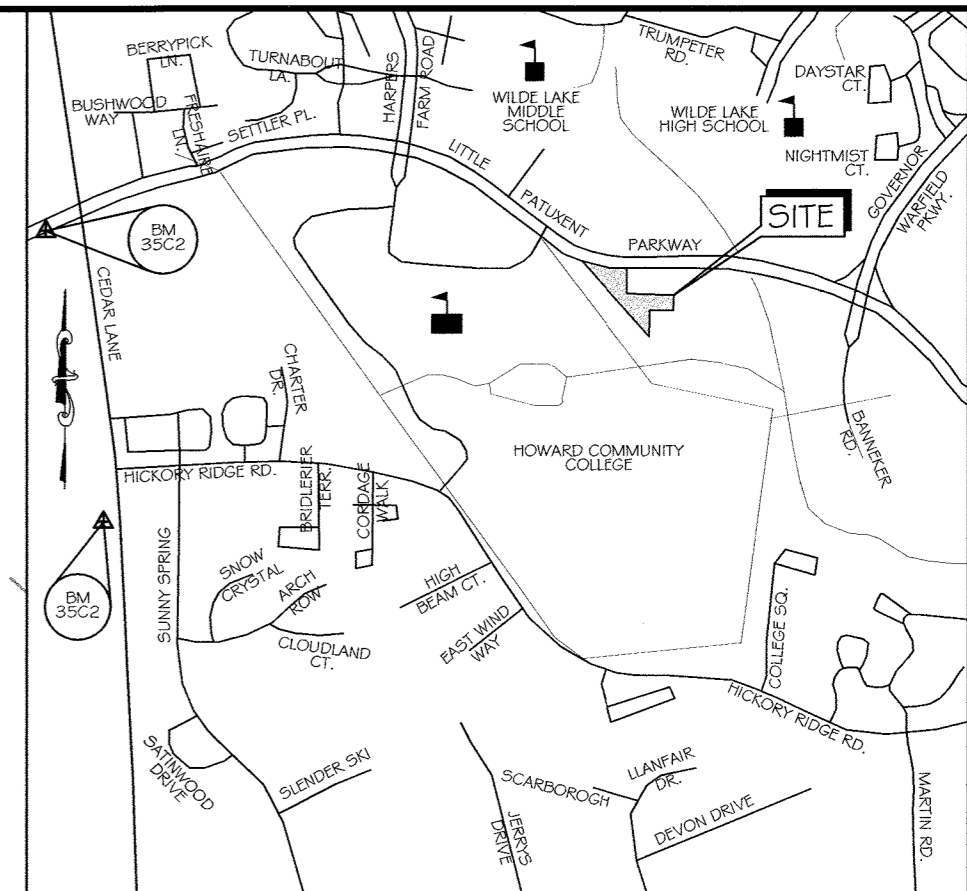 BERRYPICK
LN.
TURNABOUT
LA.
BUSHWOOD
WAY
FRESHAIRE
LN.
SETTLER PL.
HARPERS
FARM ROAD
WILDE LAKE
MIDDLE
SCHOOL
TRUMPETER
RD.
WILDE LAKE
HIGH SCHOOL
DAYSTAR
CT.
NIGHTMIST
CT.
GOVERNOR
WARFIELD
PKWY.
LITTLE
PATUXENT
PARKWAY
SITE
BM
35C2
CEDAR LANE
CHARTER
DR.
HICKORY RIDGE RD.
BRIDLERIER
TERR.
CORDAGE
WALK
HOWARD COMMUNITY
COLLEGE
BANNEKER
RD.
BM
35C2
SUNNY SPRING
SNOW
CRYSTAL
ARCH
ROW
CLOUDLAND
CT.
HIGH
BEAM CT.
EAST WIND
WAY
COLLEGE SQ.
HICKORY RIDGE RD.
SATINWOOD
DRIVE
SLENDER SKI
JERRYS
DRIVE
SCARBOROGH
LLANFAIR
DR.
DEVON DRIVE
MARTIN RD.